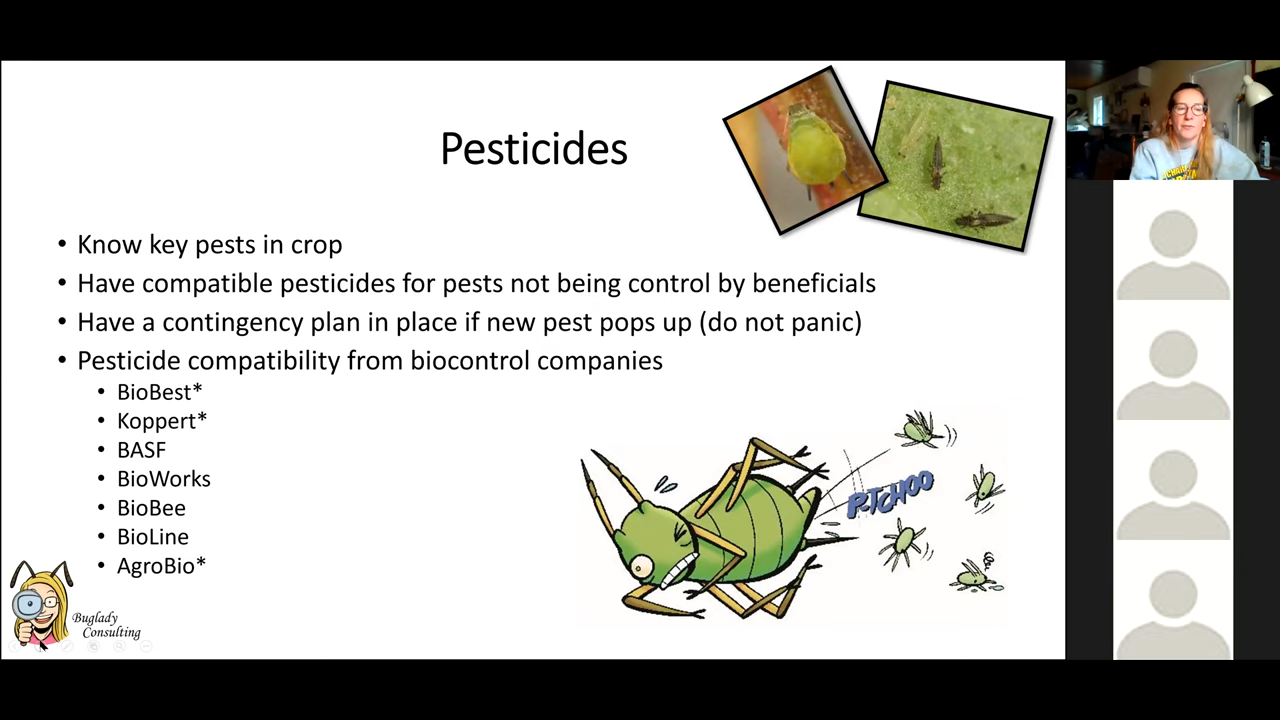 Pesticides
• Know key pests in crop
• Have compatible pesticides for pests not being control by beneficials
• Have a contingency plan in place if new pest pops up (do not panic)
• Pesticide compatibility from biocontrol companies
• BioBest*
• Koppert*
• BASF
• BioWorks
• BioBee
• BioLine
• AgroBio*
P-TCHOO
Buglady
Consulting